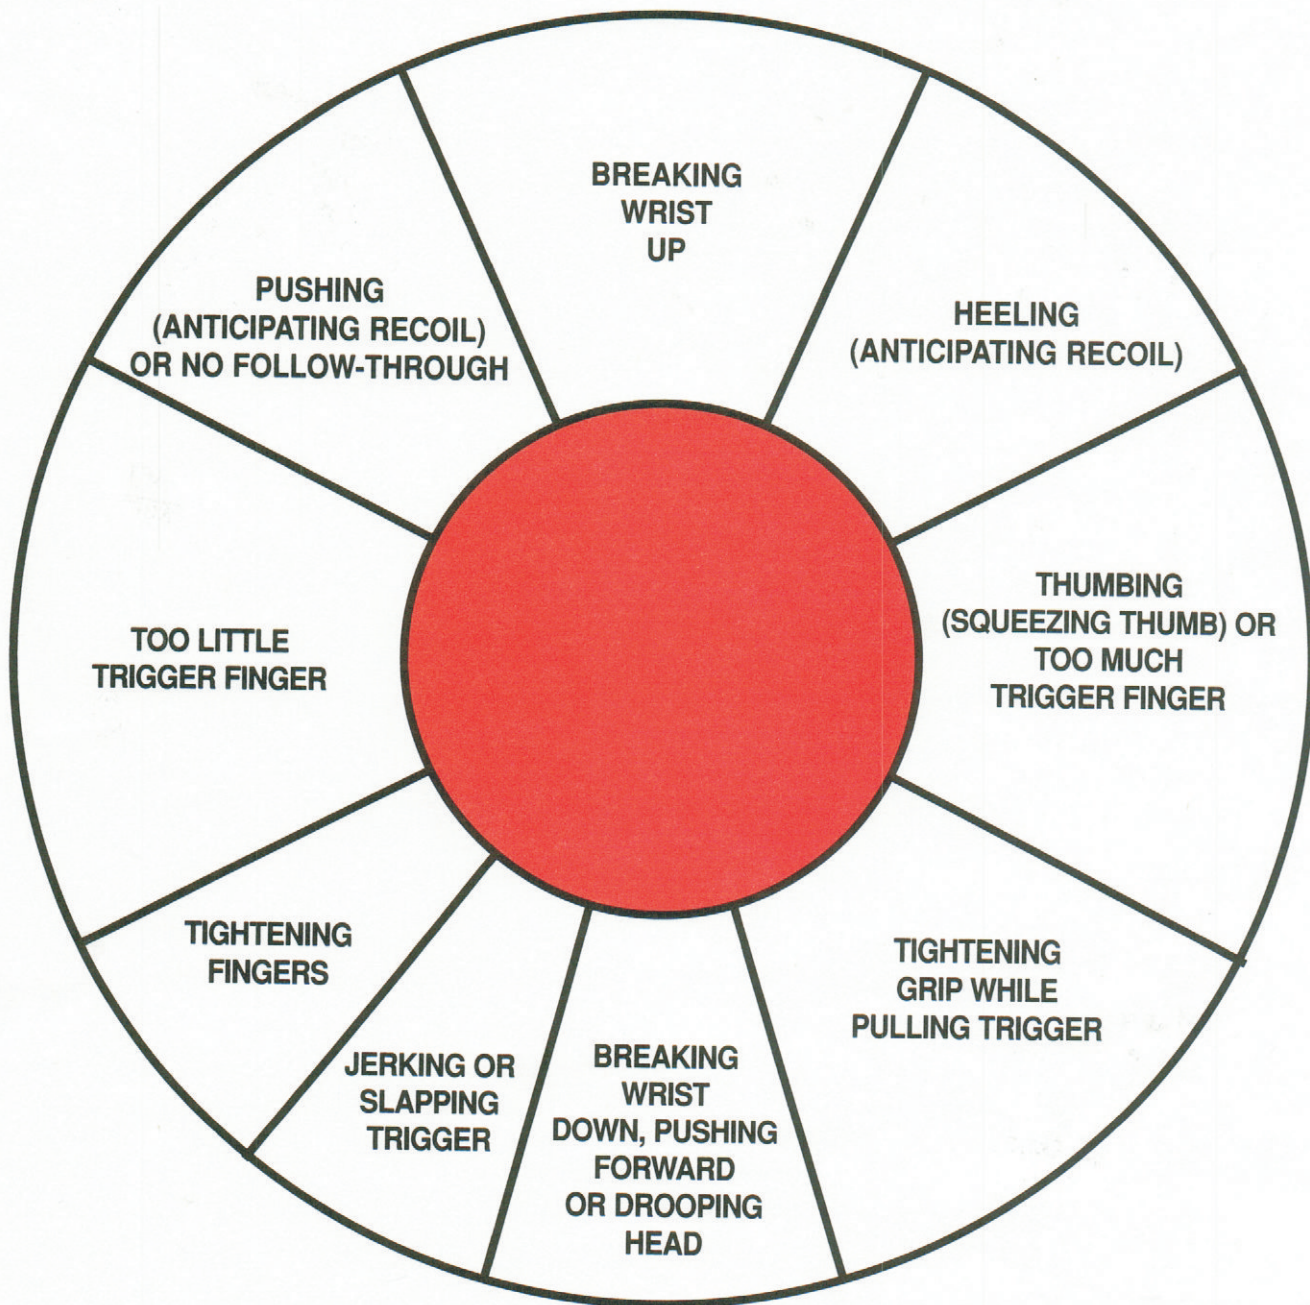 BREAKING
WRIST
UP
PUSHING
(ANTICIPATING RECOIL)
OR NO FOLLOW-THROUGH
HEELING
(ANTICIPATING RECOIL)
TOO LITTLE
TRIGGER FINGER
THUMBING
(SQUEEZING THUMB) OR
TOO MUCH
TRIGGER FINGER
TIGHTENING
FINGERS
TIGHTENING
GRIP WHILE
PULLING TRIGGER
JERKING OR
SLAPPING
TRIGGER
BREAKING
WRIST
DOWN, PUSHING
FORWARD
OR DROOPING
HEAD